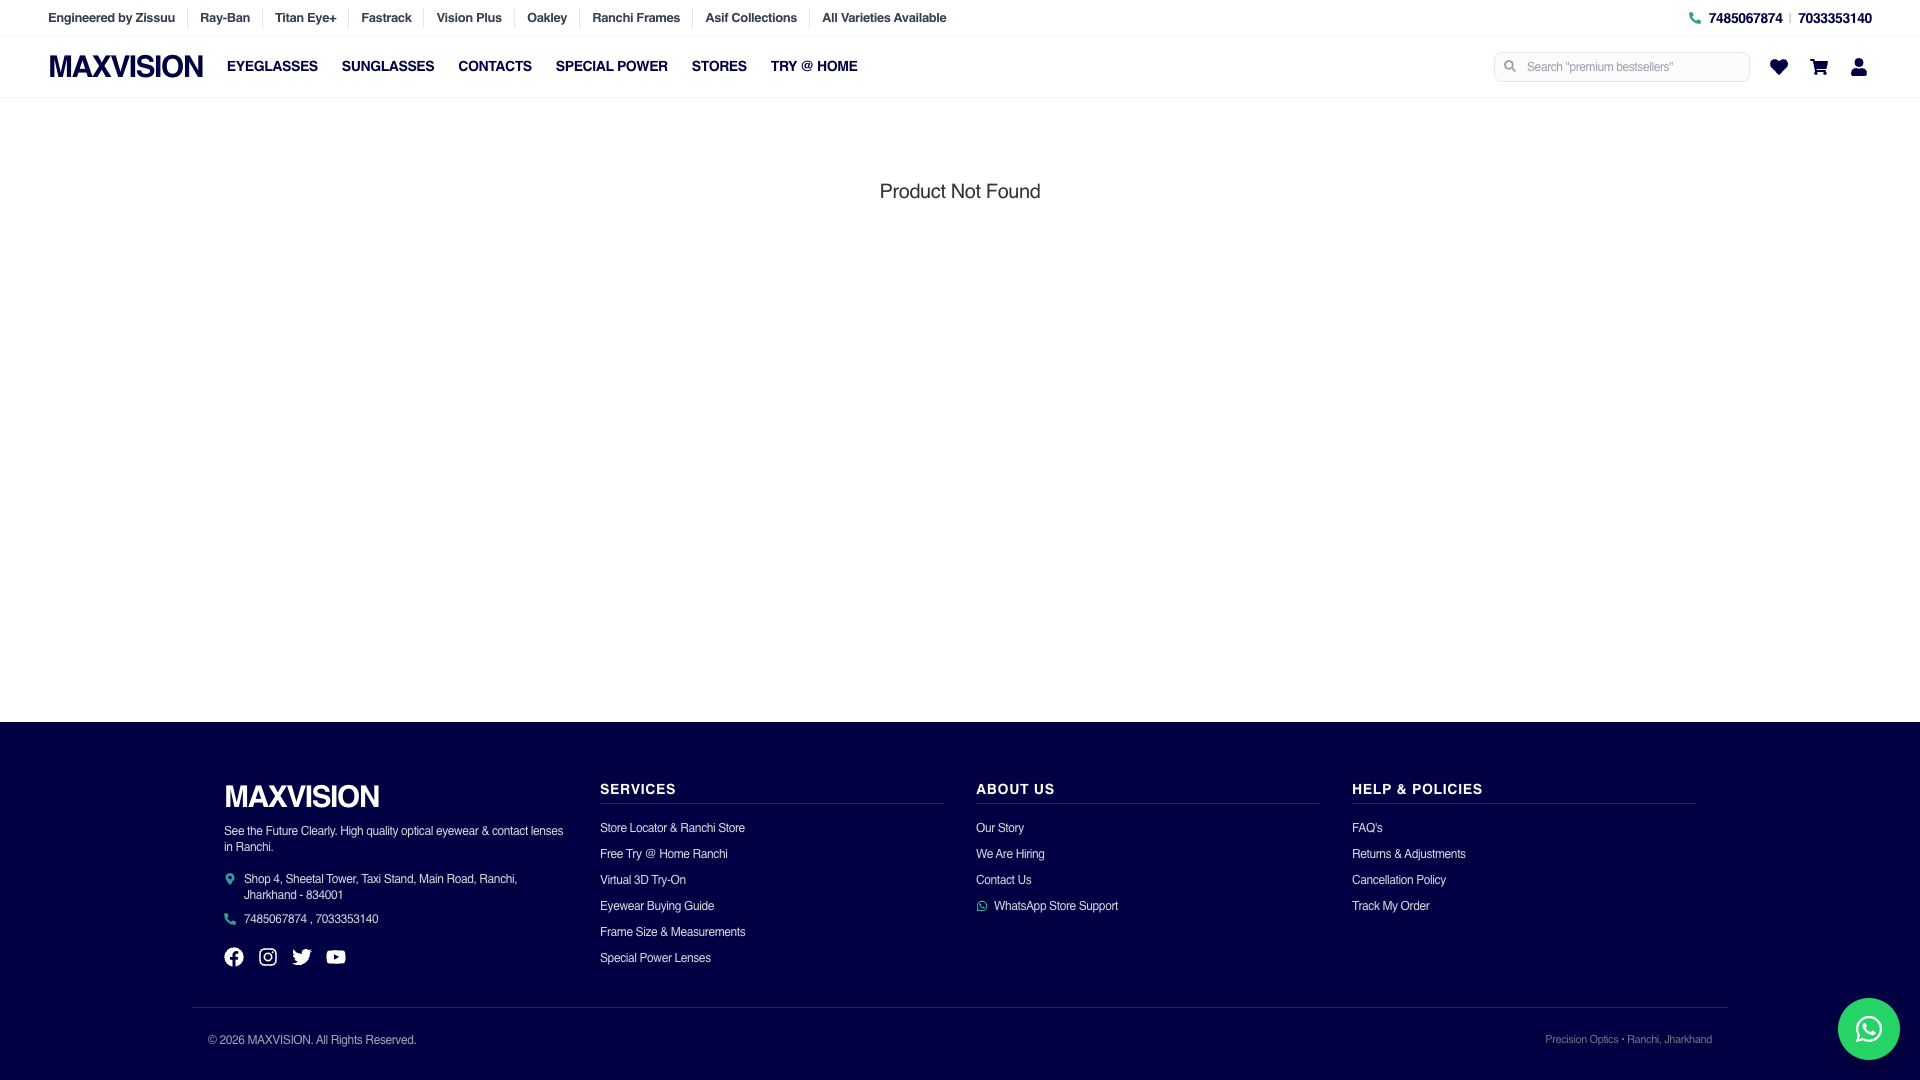 Engineered by Zissuu
Ray-Ban
Titan Eye+
Fastrack
Vision Plus
Oakley
Ranchi Frames
Asif Collections
All Varieties Available
7485067874 | 7033353140
MAXVISION
EYEGLASSES
SUNGLASSES
CONTACTS
SPECIAL POWER
STORES
TRY @ HOME
Search "premium bestsellers"
Product Not Found
MAXVISION
See the Future Clearly. High quality optical eyewear & contact lenses
in Ranchi.
Shop 4, Sheetal Tower, Taxi Stand, Main Road, Ranchi,
Jharkhand - 834001
7485067874 , 7033353140
SERVICES
Store Locator & Ranchi Store
Free Try @ Home Ranchi
Virtual 3D Try-On
Eyewear Buying Guide
Frame Size & Measurements
Special Power Lenses
ABOUT US
Our Story
We Are Hiring
Contact Us
WhatsApp Store Support
HELP & POLICIES
FAQ's
Returns & Adjustments
Cancellation Policy
Track My Order
© 2026 MAXVISION. All Rights Reserved.
Precision Optics • Ranchi, Jharkhand